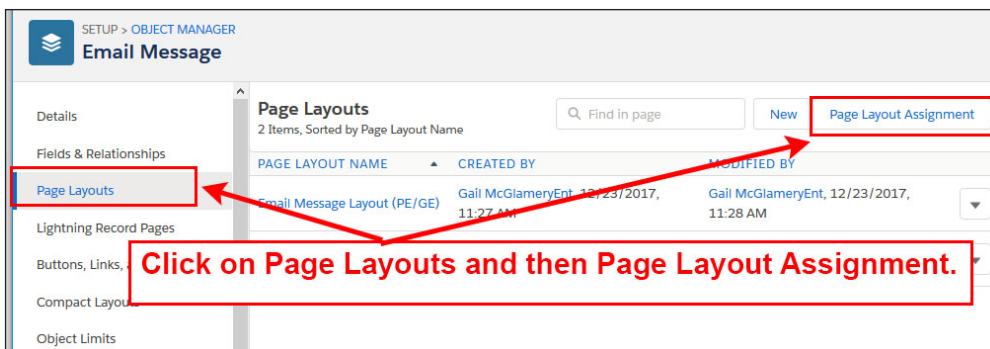 SETUP > OBJECT MANAGER
Email Message
Details
Fields & Relationships
Page Layouts
Lightning Record Pages
Buttons, Links,
Compact Layouts
Object Limits
Page Layouts
2 Items, Sorted by Page Layout Name
Find in page
New
Page Layout Assignment
PAGE LAYOUT NAME
CREATED BY
MODIFIED BY
Email Message Layout (PE/GE)
Gail McGlameryEnt, 12/23/2017,
11:27 AM
Gail McGlameryEnt, 12/23/2017,
11:28 AM
Click on Page Layouts and then Page Layout Assignment.